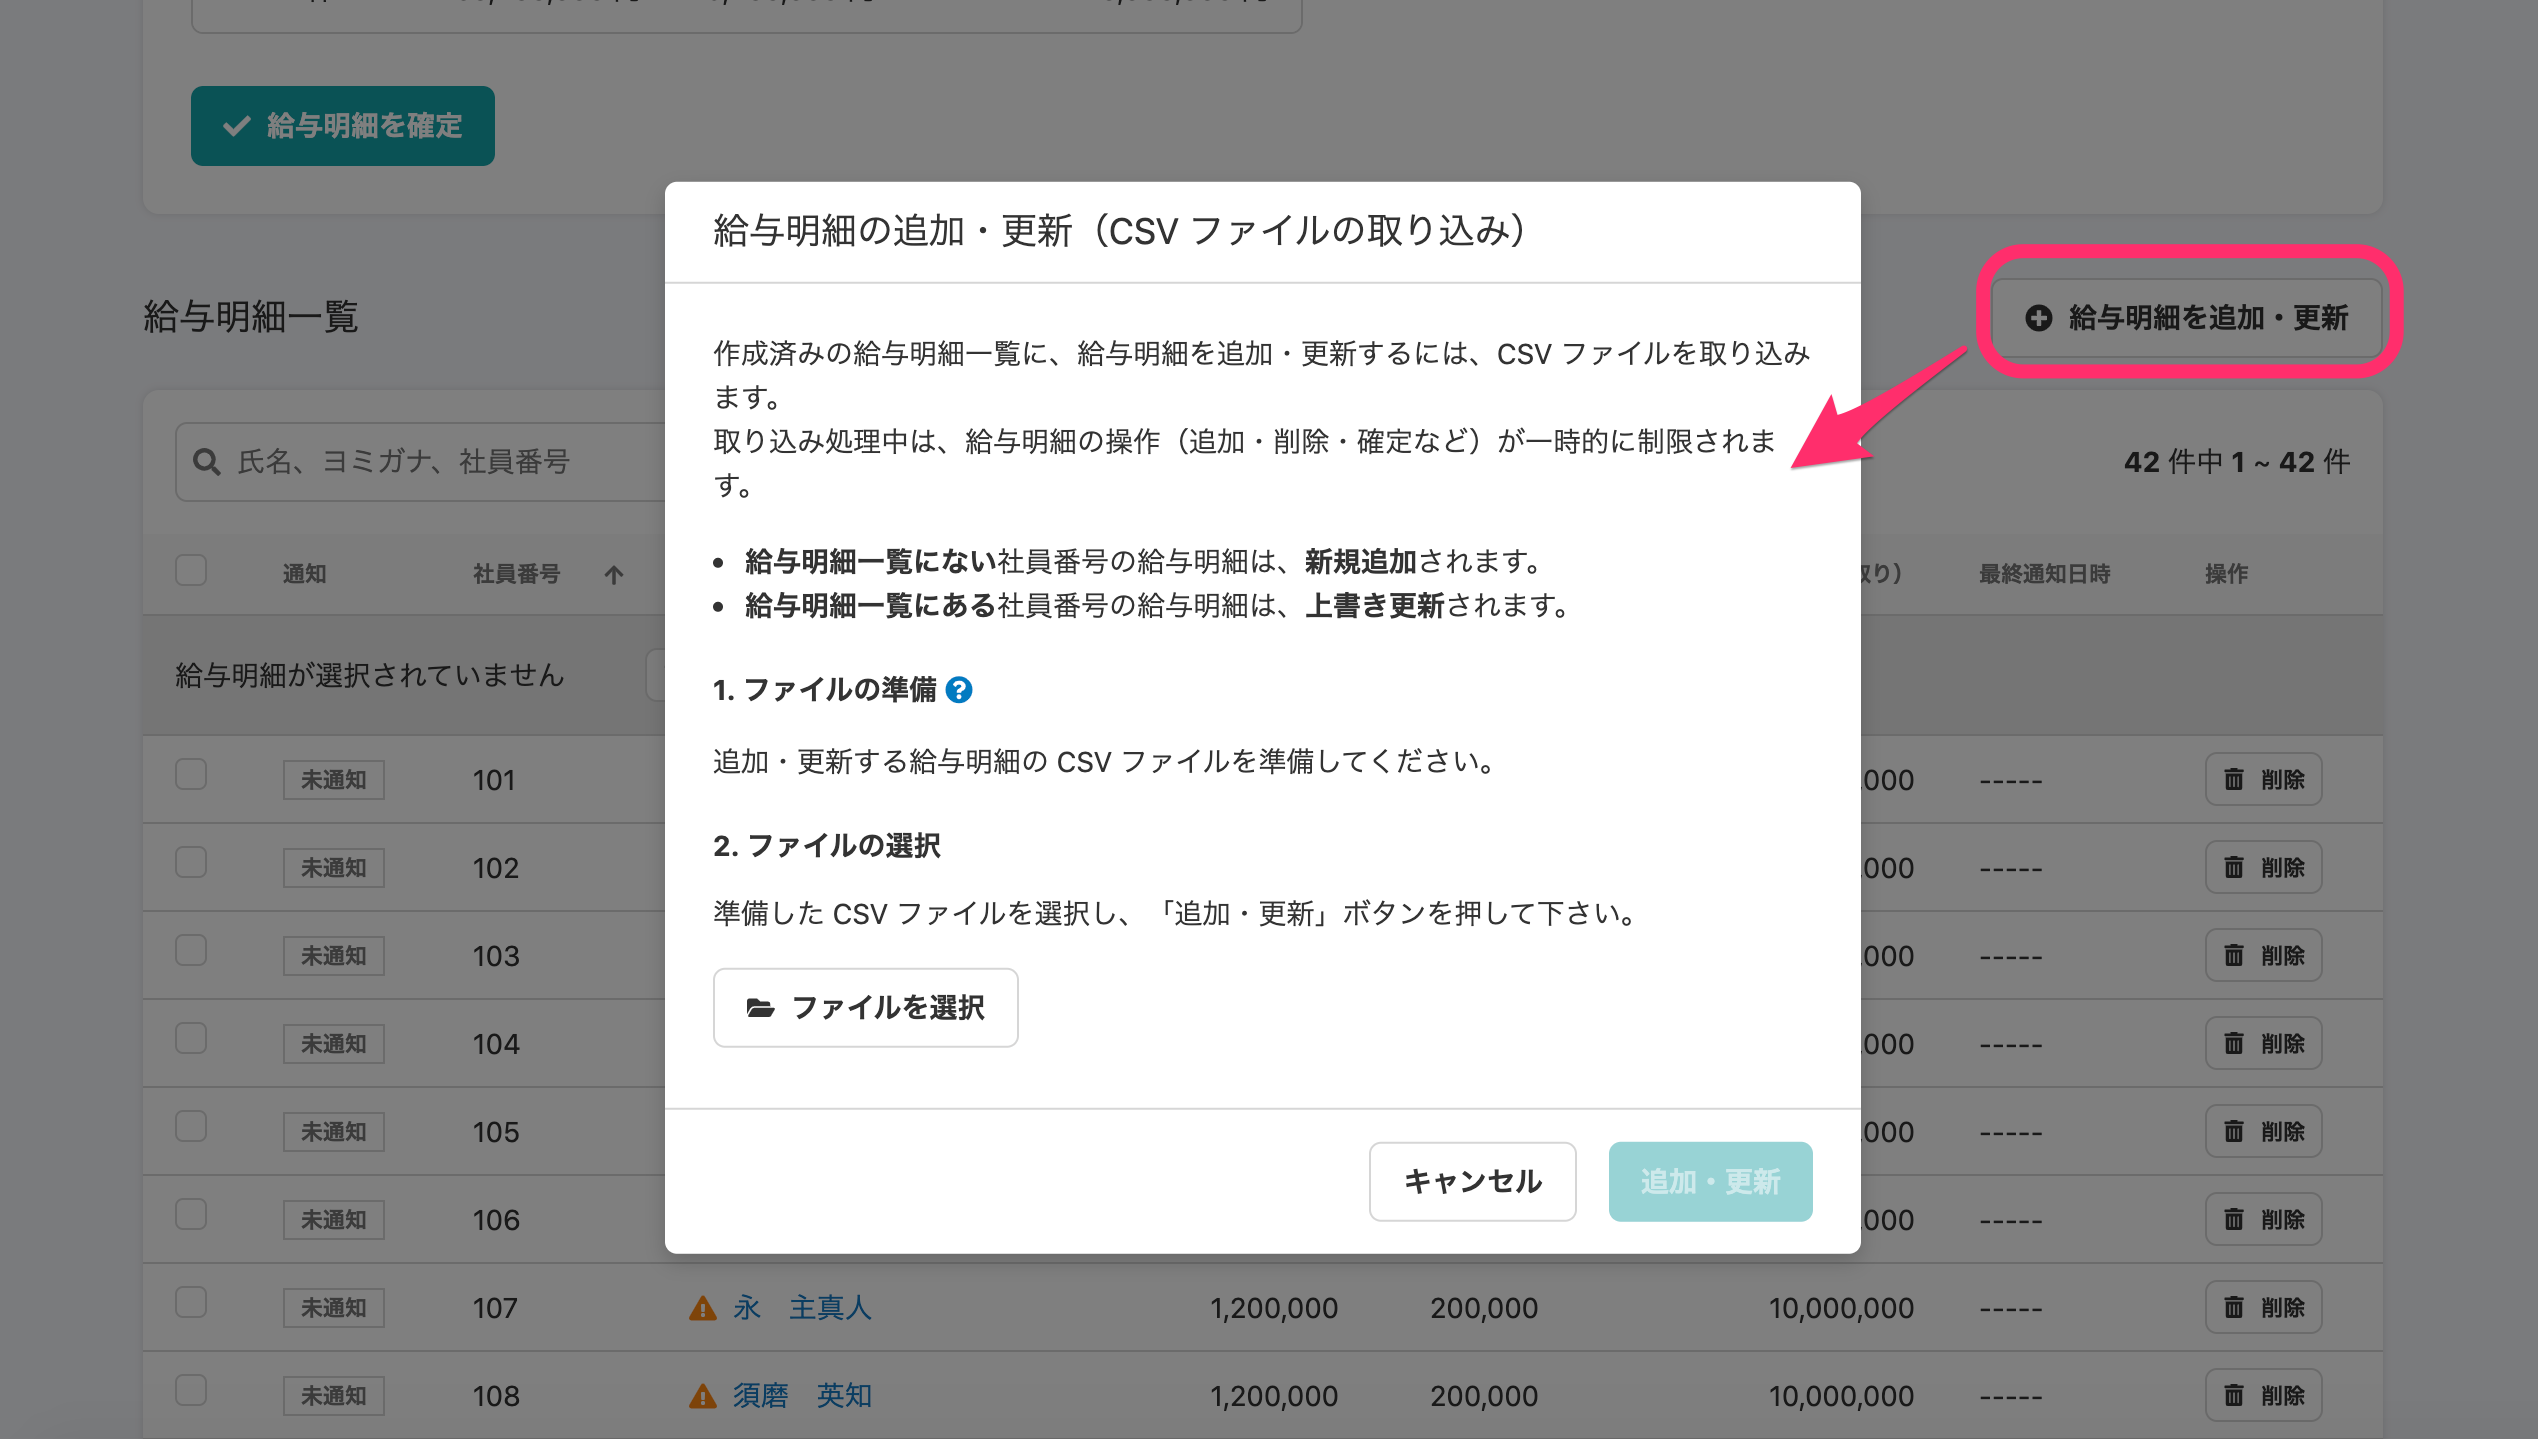 給与明細を確定
給与明細の追加・更新（CSV ファイルの取り込み）
給与明細一覧
給与明細を追加・更新
作成済みの給与明細一覧に、給与明細を追加・更新するには、CSV ファイルを取り込み
ます。
取り込み処理中は、給与明細の操作（追加・削除・確定など）が一時的に制限されま
す。
氏名、ヨミガナ、社員番号
42 件中 1 ~ 42 件
給与明細一覧にない社員番号の給与明細は、新規追加されます。
給与明細一覧にある社員番号の給与明細は、上書き更新されます。
通知 社員番号 取り） 最終通知日時 操作
給与明細が選択されていません
1. ファイルの準備
追加・更新する給与明細の CSV ファイルを準備してください。
2. ファイルの選択
準備した CSV ファイルを選択し、「追加・更新」ボタンを押して下さい。
ファイルを選択
キャンセル 追加・更新
未通知 101 000 ----- 削除
未通知 102 000 ----- 削除
未通知 103 000 ----- 削除
未通知 104 000 ----- 削除
未通知 105 000 ----- 削除
未通知 106 000 ----- 削除
未通知 107 永 主真人 1,200,000 200,000 10,000,000 ----- 削除
未通知 108 須磨 英知 1,200,000 200,000 10,000,000 ----- 削除